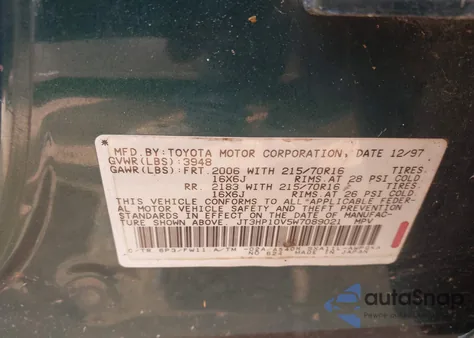 MFD.BY:TOYOTA MOTOR CORPORATION, DATE 12/97
GVWR(LBS):3948
GAWR(LBS):FRT. 2006 WITH 215/70R16 TIRES.
16X6J RIMS.AT 28 PSI COLD
RR. 2183 WITH 215/70R16 TIRES.
16X6J RIMS.AT 26 PSI COLD
THIS VEHICLE CONFORMS TO ALL APPLICABLE FEDER-
AL MOTOR VEHICLE SAFETY AND THEFT PREVENTION
STANDARDS IN EFFECT ON THE DATE OF MANUFAC-
TURE SHOWN ABOVE. JT3HP10V5W7089021 MPV
A/TM
MADE IN JAPAN
autoSnap